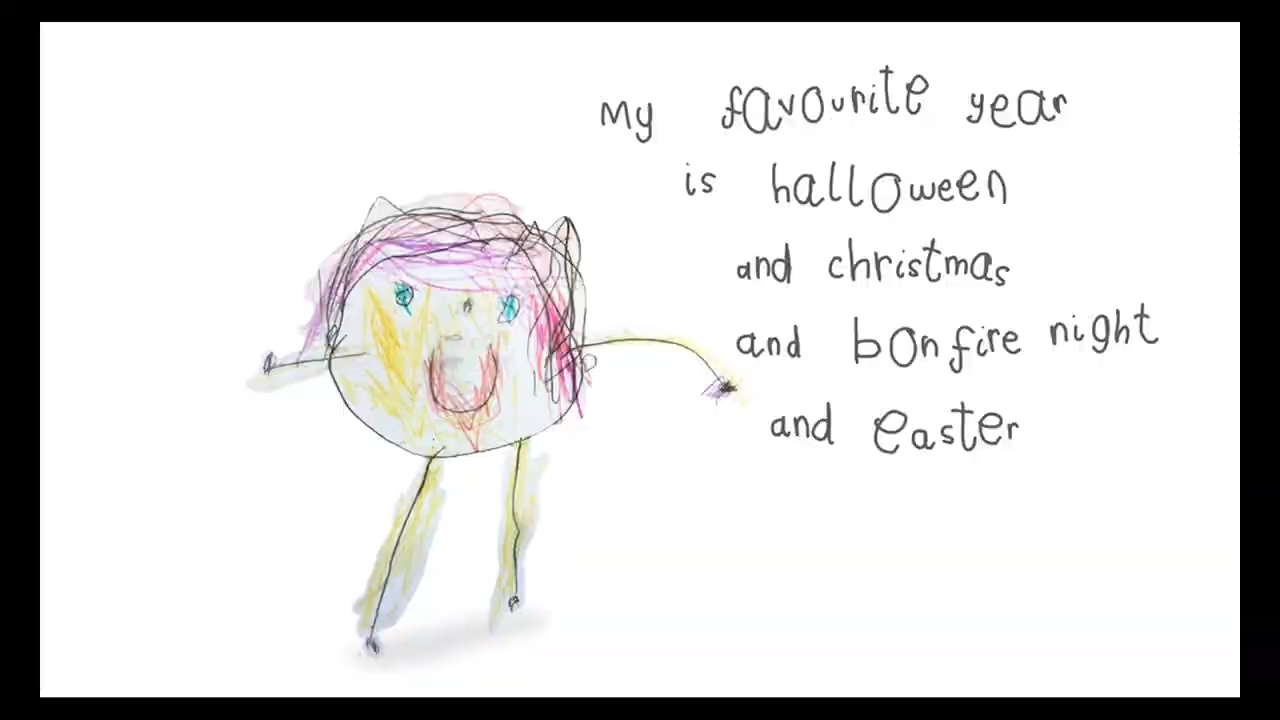 My favourite year
is halloween
and christmas
and bonfire night
and easter